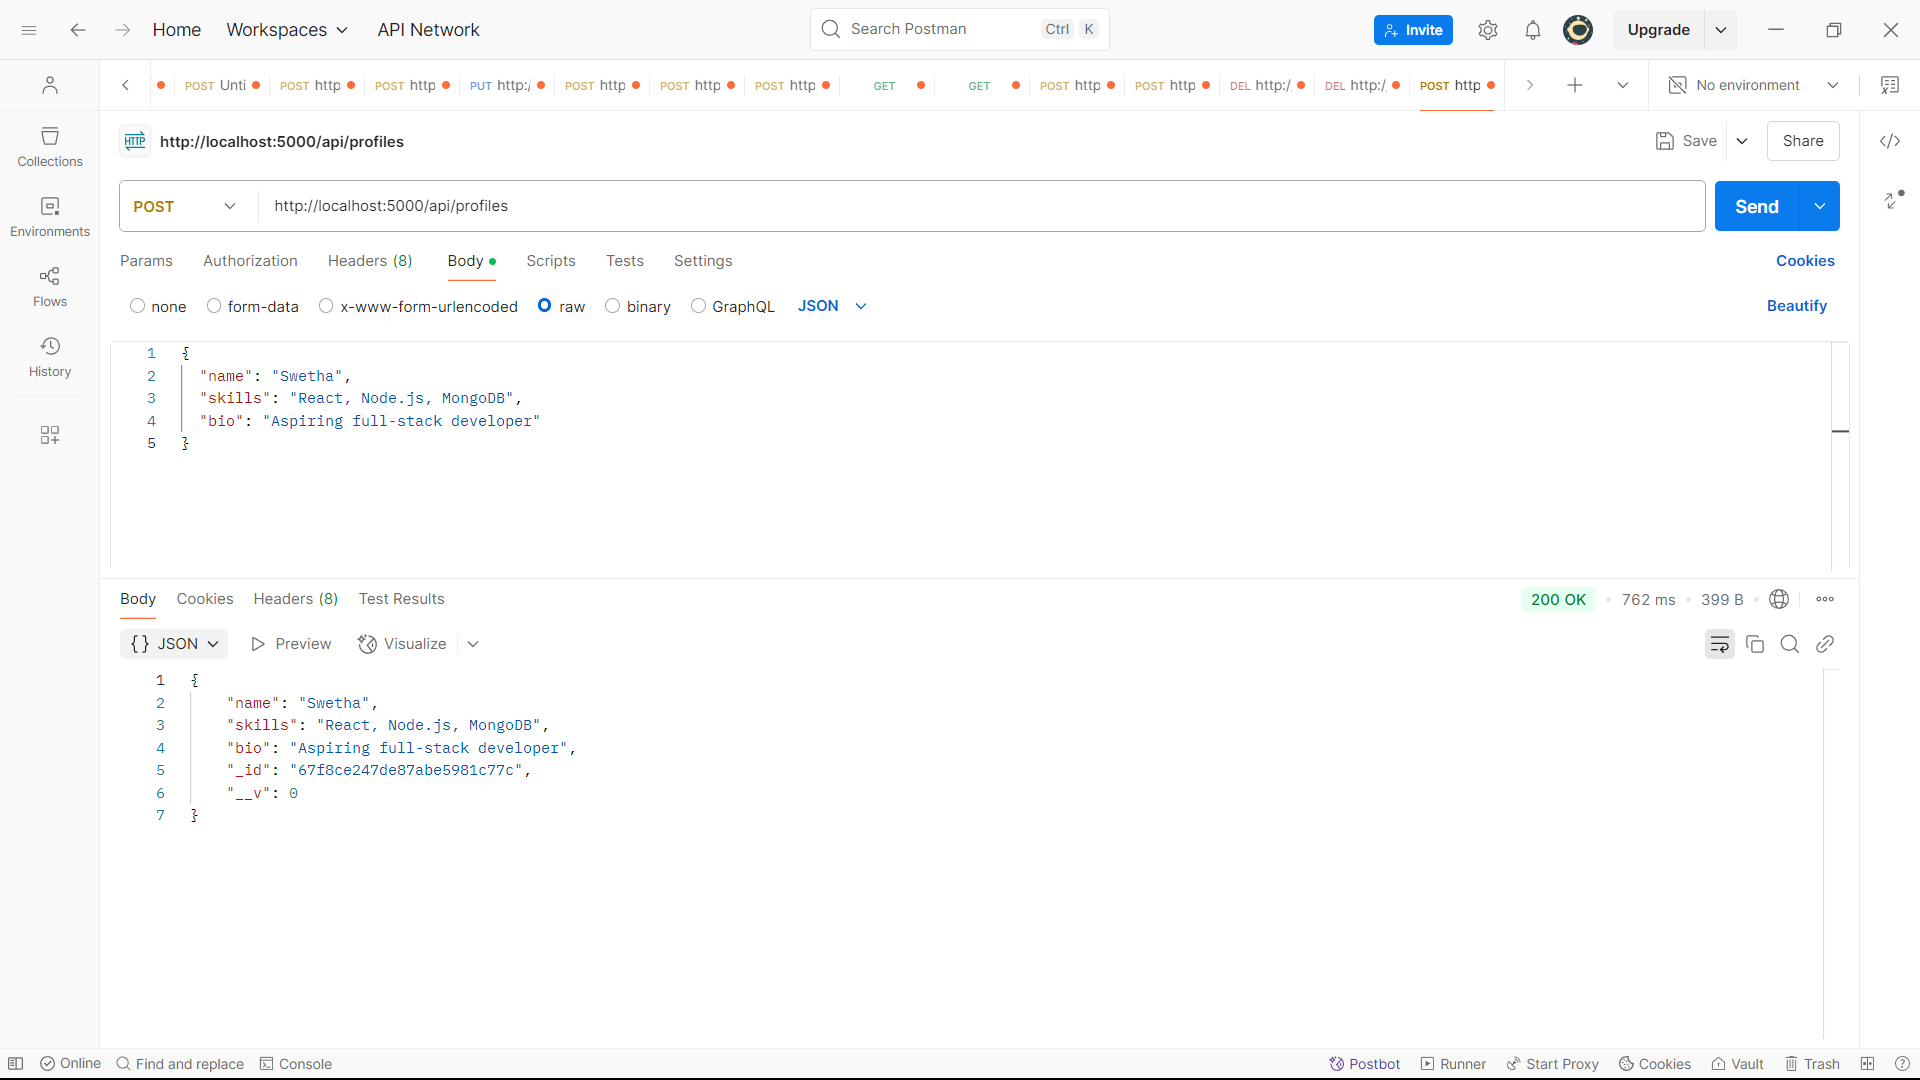 Home Workspaces API Network Search Postman Ctrl K Invite Upgrade
POST Unti POST http POST http PUT http:/ POST http POST http POST http GET GET POST http POST http DEL http:/ DEL http:/ POST http No environment
HTTP http://localhost:5000/api/profiles Save Share
POST http://localhost:5000/api/profiles Send
Params Authorization Headers (8) Body Scripts Tests Settings Cookies
none form-data x-www-form-urlencoded raw binary GraphQL JSON Beautify
Collections
Environments
Flows
History
1 {
2 "name": "Swetha",
3 "skills": "React, Node.js, MongoDB",
4 "bio": "Aspiring full-stack developer"
5 }
Body Cookies Headers (8) Test Results 200 OK 762 ms 399 B
{} JSON Preview Visualize
1 {
2 "name": "Swetha",
3 "skills": "React, Node.js, MongoDB",
4 "bio": "Aspiring full-stack developer",
5 "_id": "67f8ce247de87abe5981c77c",
6 "__v": 0
7 }
Online Find and replace Console Postbot Runner Start Proxy Cookies Vault Trash